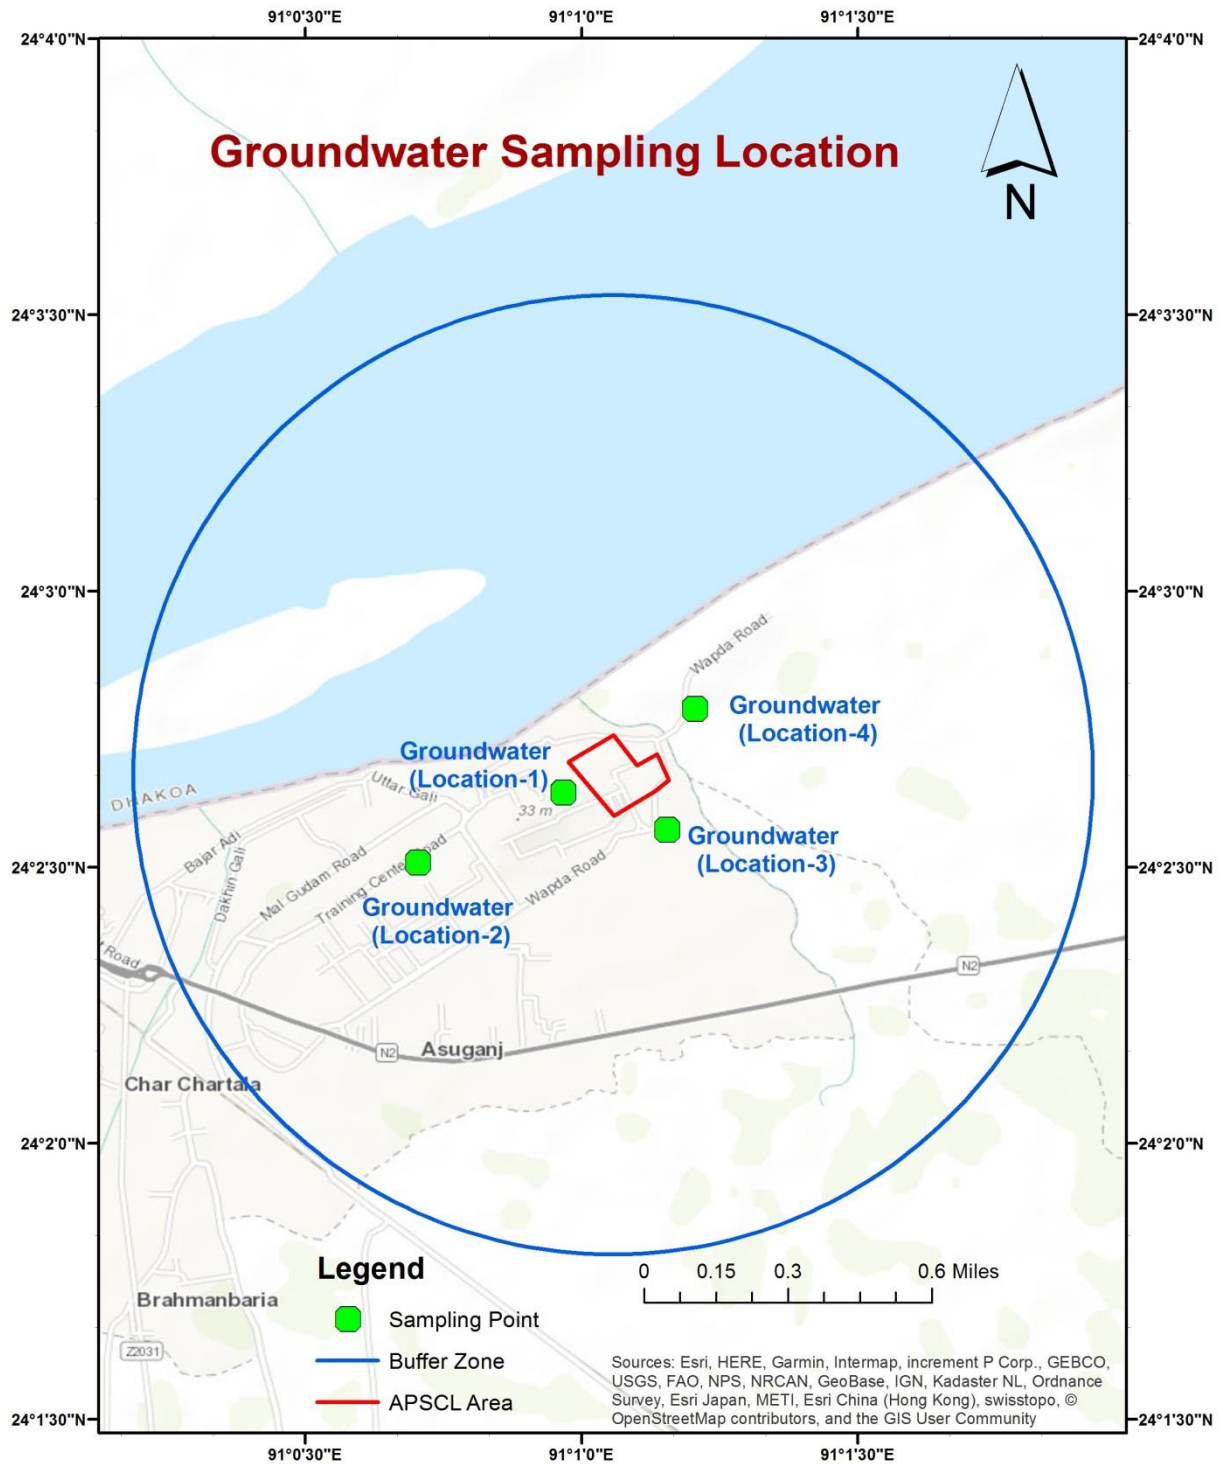 91°0'30"E 91°1'0"E 91°1'30"E
24°4'0"N 24°4'0"N
Groundwater Sampling Location
N
24°3'30"N 24°3'30"N
24°3'0"N 24°3'0"N
Wapda Road
Groundwater
(Location-4)
Groundwater
(Location-1)
Uttar Gali
DHAKOA
33 m
Groundwater
(Location-3)
Bajar Adi
24°2'30"N 24°2'30"N
Dakhin Gali
Mal Gudam Road
Training Center Road
Wapda Road
Groundwater
(Location-2)
t Road
N2
N2
Asuganj
Char Chartala
24°2'0"N 24°2'0"N
Legend
0 0.15 0.3 0.6 Miles
Brahmanbaria
Sampling Point
Z2031
Buffer Zone
APSCL Area
Sources: Esri, HERE, Garmin, Intermap, increment P Corp., GEBCO,
USGS, FAO, NPS, NRCAN, GeoBase, IGN, Kadaster NL, Ordnance
Survey, Esri Japan, METI, Esri China (Hong Kong), swisstopo, ©
OpenStreetMap contributors, and the GIS User Community
24°1'30"N 24°1'30"N
91°0'30"E 91°1'0"E 91°1'30"E